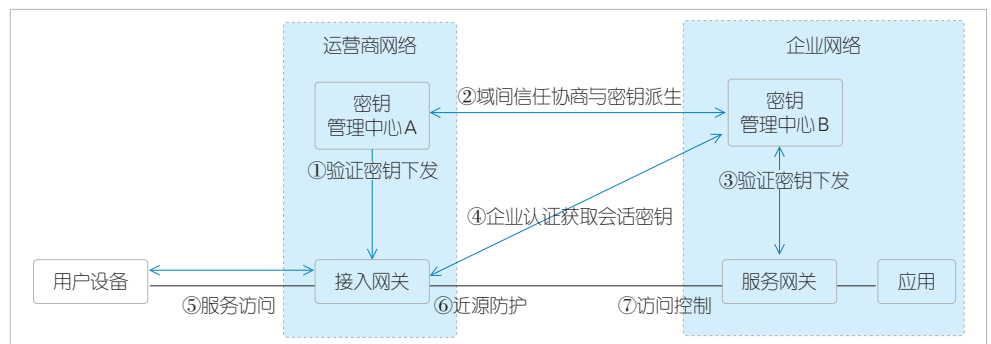 运营商网络
企业网络
密钥
管理中心A
②域间信任协商与密钥派生
密钥
管理中心B
①验证密钥下发
③验证密钥下发
④企业认证获取会话密钥
用户设备
接入网关
服务网关
应用
⑤服务访问
⑥近源防护
⑦访问控制